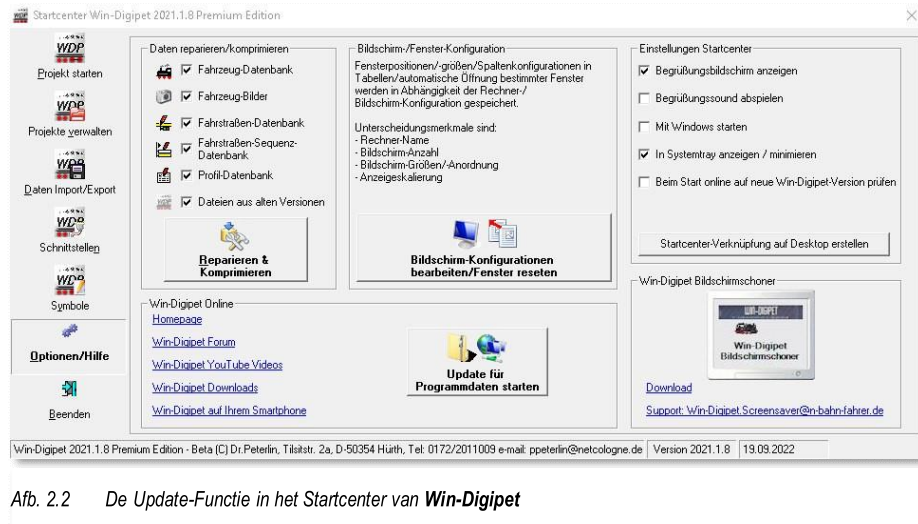 Startcenter Win-Digipet 2021.1.8 Premium Edition
WDP
Projekt starten
WDP
Projekte verwalten
WDP
Daten Import/Export
WDP
Schnittstellen
WDP
Symbole
Optionen/Hilfe
Beenden
Daten reparieren/komprimieren
Fahrzeug-Datenbank
Fahrzeug-Bilder
Fahrstraßen-Datenbank
Fahrstraßen-Sequenz-
Datenbank
Profil-Datenbank
Dateien aus alten Versionen
Reparieren &
Komprimieren
Bildschirm-/Fenster-Konfiguration
Fensterpositionen/-größen/Spaltenkonfigurationen in
Tabellen/automatische Öffnung bestimmter Fenster
werden in Abhängigkeit der Rechner-/
Bildschirm-Konfiguration gespeichert.
Unterscheidungsmerkmale sind:
- Rechner-Name
- Bildschirm-Anzahl
- Bildschirm-Größen/-Anordnung
- Anzeigeskalierung
Bildschirm-Konfigurationen
bearbeiten/Fenster reseten
Einstellungen Startcenter
Begrüßungsbildschirm anzeigen
Begrüßungssound abspielen
Mit Windows starten
In Systemtray anzeigen / minimieren
Beim Start online auf neue Win-Digipet-Version prüfen
Startcenter-Verknüpfung auf Desktop erstellen
Win-Digipet Online
Homepage
Win-Digipet Forum
Win-Digipet YouTube Videos
Win-Digipet Downloads
Win-Digipet auf Ihrem Smartphone
Update für
Programmdaten starten
Win-Digipet Bildschirmschoner
WIN-DIGIPET
Win-Digipet
Bildschirmschoner
Download
Support: Win-Digipet.Screensaver@n-bahn-fahrer.de
Win-Digipet 2021.1.8 Premium Edition - Beta (C) Dr.Peterlin, Tilsitstr. 2a, D-50354 Hürth, Tel: 0172/2011009 e-mail: ppeterlin@netcologne.de Version 2021.1.8 19.09.2022
Afb. 2.2 De Update-Functie in het Startcenter van Win-Digipet